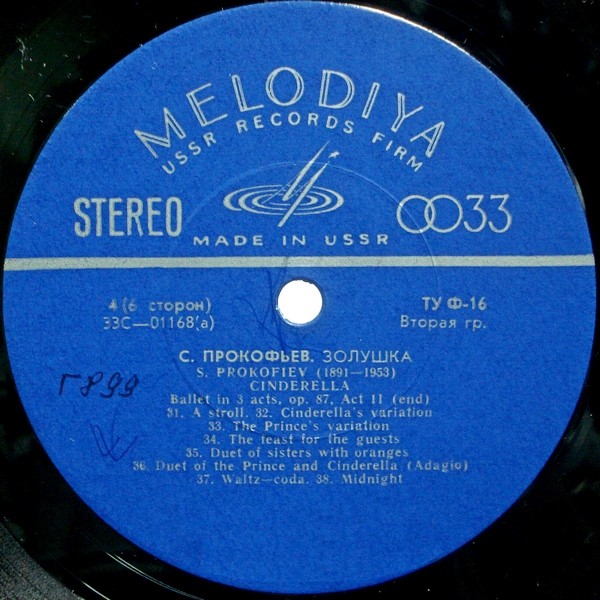 MELODIYA
USSR RECORDS FIRM
STEREO
33
MADE IN USSR
4 (6 сторон)
33С—01168(а)
ТУ Ф-16
Вторая гр.
С. ПРОКОФЬЕВ. ЗОЛУШКА
S. PROKOFIEV (1891—1953)
CINDERELLA
Ballet in 3 acts, op. 87, Act 11 (end)
31. A stroll. 32. Cinderella's variation
33. The Prince's variation
34. The feast for the guests
35. Duet of sisters with oranges
36. Duet of the Prince and Cinderella (Adagio)
37. Waltz—coda. 38. Midnight
г899